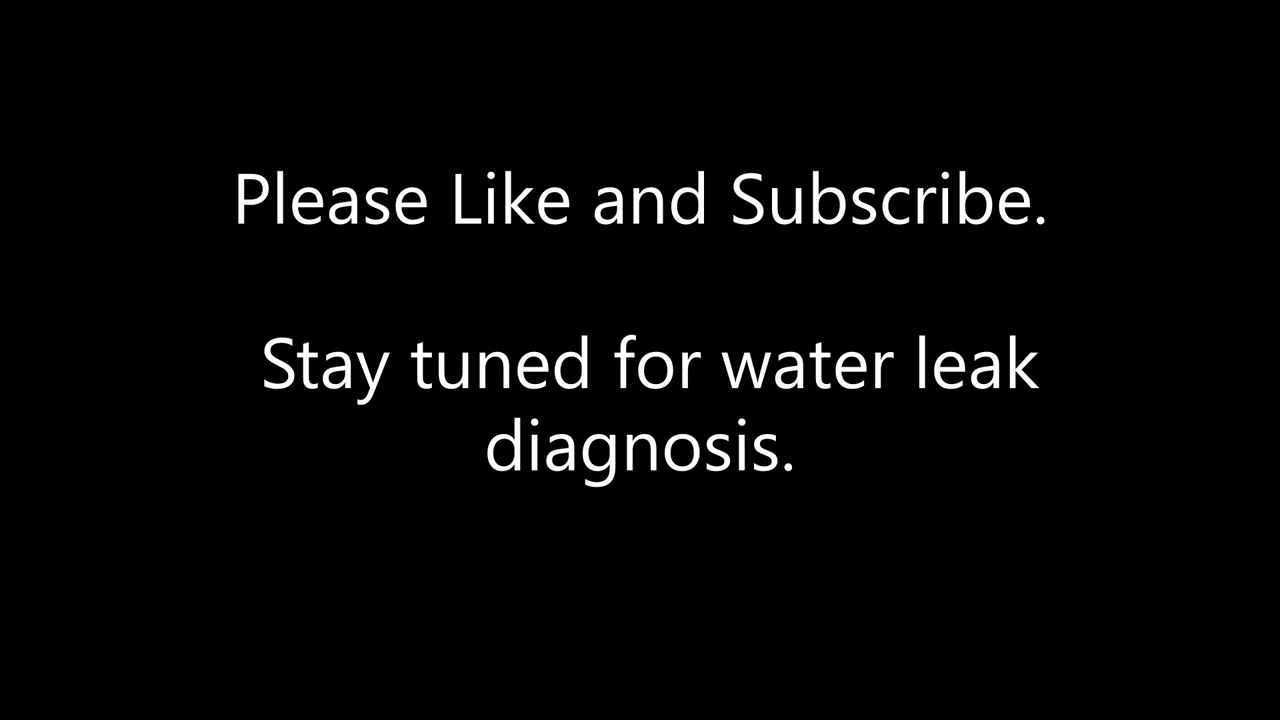 Please Like and Subscribe.
Stay tuned for water leak
diagnosis.